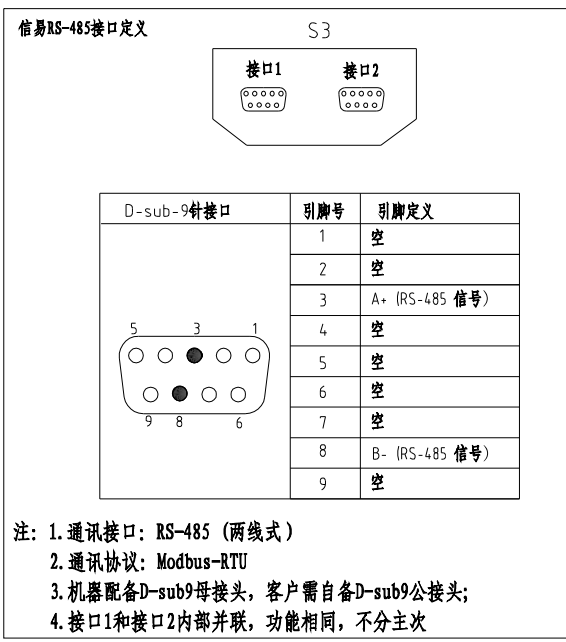 信易RS-485接口定义
S3
接口1 接口2
D-sub-9针接口 引脚号 引脚定义
1 空
2 空
3 A+ (RS-485 信号)
4 空
5 空
6 空
7 空
8 B- (RS-485 信号)
9 空
5 3 1
9 8 6
注: 1.通讯接口: RS-485 (两线式)
2.通讯协议: Modbus-RTU
3.机器配备D-sub9母接头, 客户需自备D-sub9公接头;
4.接口1和接口2内部并联, 功能相同, 不分主次